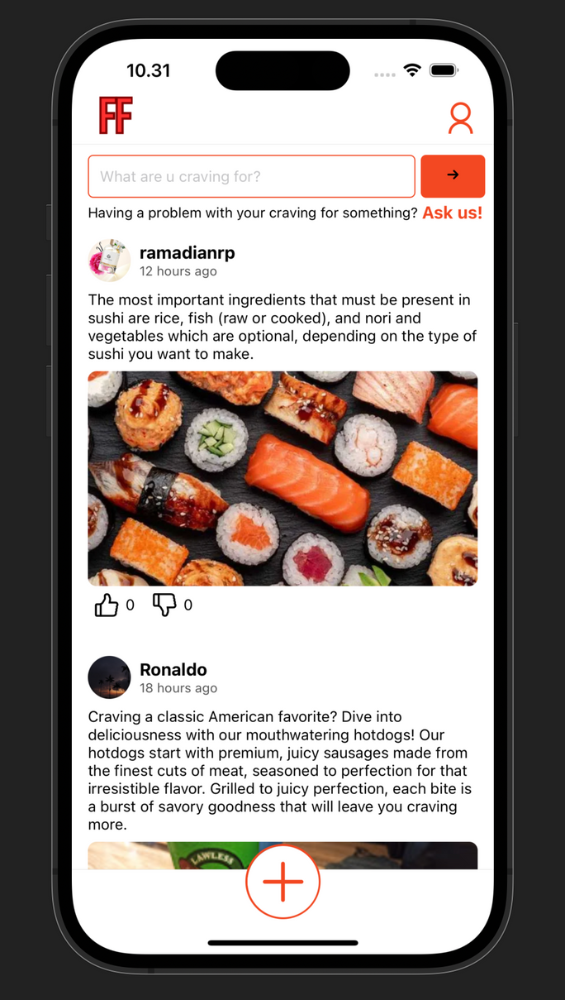 10.31
FF
What are u craving for?
Having a problem with your craving for something? Ask us!
ramadianrp
12 hours ago
The most important ingredients that must be present in
sushi are rice, fish (raw or cooked), and nori and
vegetables which are optional, depending on the type of
sushi you want to make.
0 0
Ronaldo
18 hours ago
Craving a classic American favorite? Dive into
deliciousness with our mouthwatering hotdogs! Our
hotdogs start with premium, juicy sausages made from
the finest cuts of meat, seasoned to perfection for that
irresistible flavor. Grilled to juicy perfection, each bite is
a burst of savory goodness that will leave you craving
more.
LAWLESS